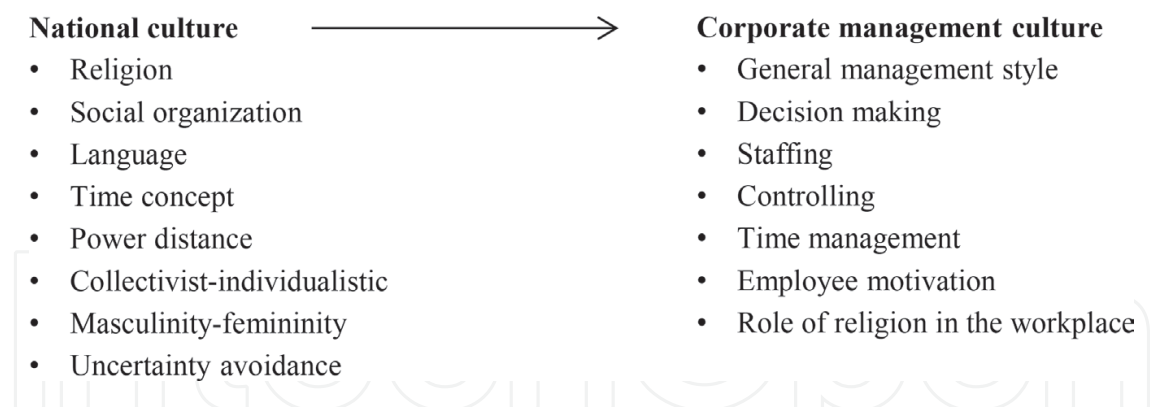 National culture
• Religion
• Social organization
• Language
• Time concept
• Power distance
• Collectivist-individualistic
• Masculinity-femininity
• Uncertainty avoidance
Corporate management culture
• General management style
• Decision making
• Staffing
• Controlling
• Time management
• Employee motivation
• Role of religion in the workplace